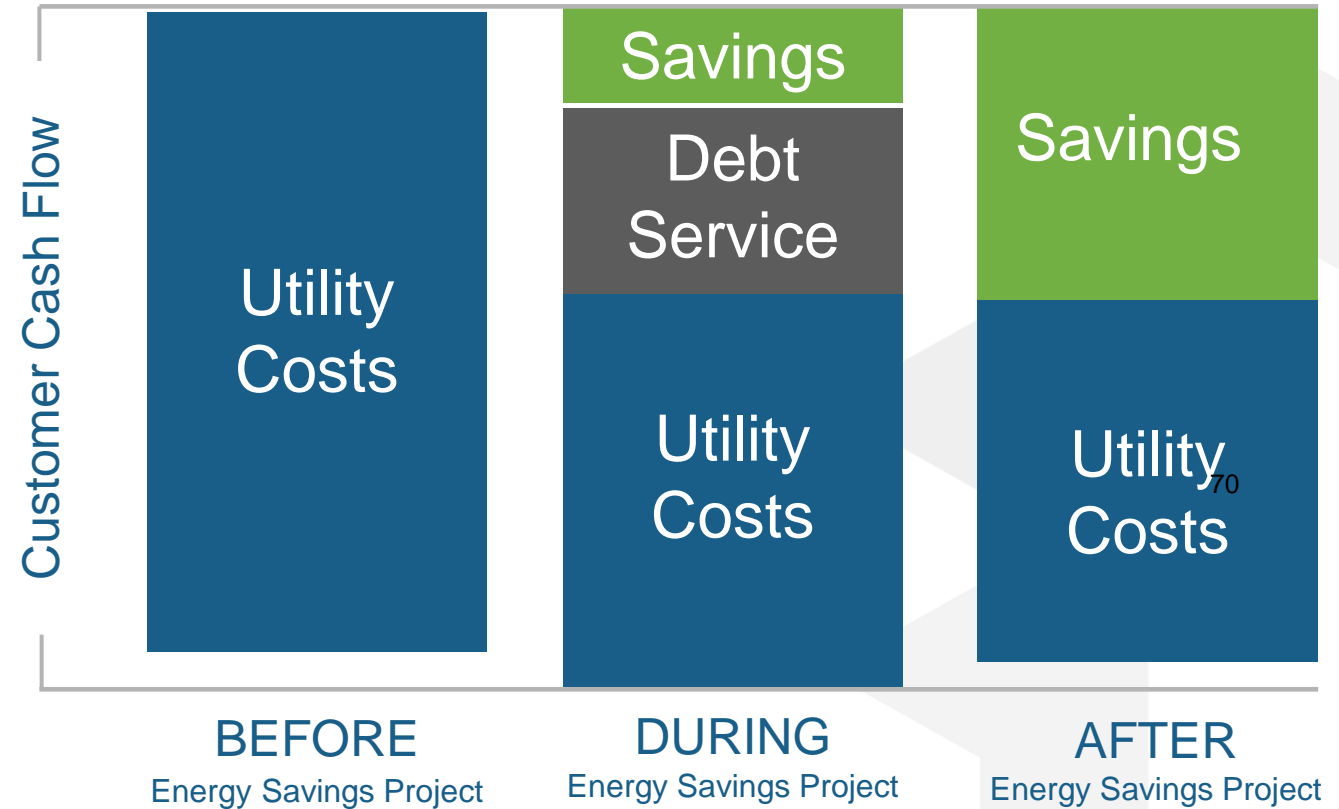 Customer Cash Flow
Utility
Costs
Savings
Debt
Service
Utility
Costs
Savings
Utility
70
Costs
BEFORE
Energy Savings Project
DURING
Energy Savings Project
AFTER
Energy Savings Project